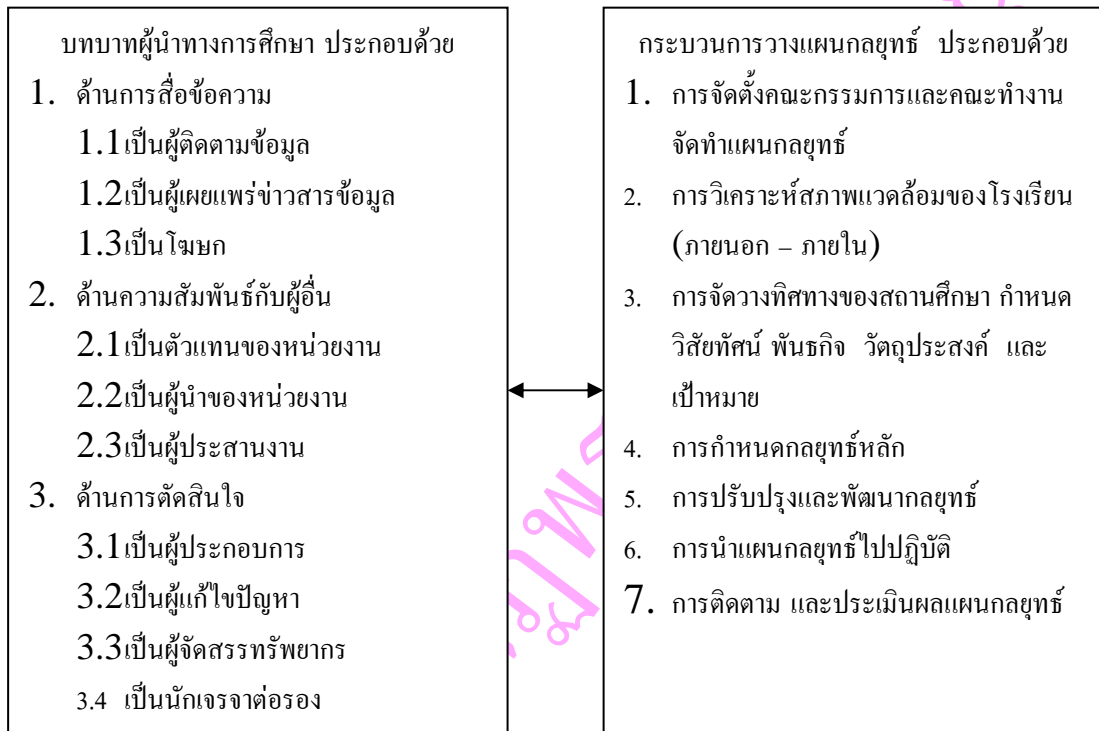 บทบาทผู้นำทางการศึกษา ประกอบด้วย
1. ด้านการสื่อข้อความ
1.1เป็นผู้ติดตามข้อมูล
1.2เป็นผู้เผยแพร่ข่าวสารข้อมูล
1.3เป็นโฆษก
2. ด้านความสัมพันธ์กับผู้อื่น
2.1เป็นตัวแทนของหน่วยงาน
2.2เป็นผู้นำของหน่วยงาน
2.3เป็นผู้ประสานงาน
3. ด้านการตัดสินใจ
3.1เป็นผู้ประกอบการ
3.2เป็นผู้แก้ไขปัญหา
3.3เป็นผู้จัดสรรทรัพยากร
3.4 เป็นนักเจรจาต่อรอง
กระบวนการวางแผนกลยุทธ์ ประกอบด้วย
1. การจัดตั้งคณะกรรมการและคณะทำงาน
จัดทำแผนกลยุทธ์
2. การวิเคราะห์สภาพแวดล้อมของโรงเรียน
(ภายนอก – ภายใน)
3. การจัดวางทิศทางของสถานศึกษา กำหนด
วิสัยทัศน์ พันธกิจ วัตถุประสงค์ และ
เป้าหมาย
4. การกำหนดกลยุทธ์หลัก
5. การปรับปรุงและพัฒนากลยุทธ์
6. การนำแผนกลยุทธ์ไปปฏิบัติ
7. การติดตาม และประเมินผลแผนกลยุทธ์